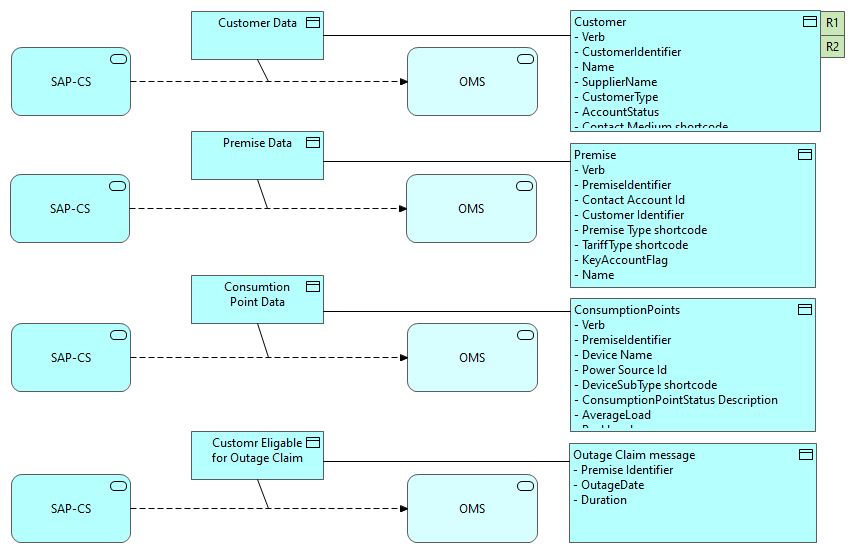 Customer Data
SAP-CS
OMS
Customer
- Verb
- CustomerIdentifier
- Name
- SupplierName
- CustomerType
- AccountStatus
- Contact Medium shortcode
R1
R2
Premise Data
SAP-CS
OMS
Premise
- Verb
- PremiseIdentifier
- Contact Account Id
- Customer Identifier
- Premise Type shortcode
- TariffType shortcode
- KeyAccountFlag
- Name
Consumtion
Point Data
SAP-CS
OMS
ConsumptionPoints
- Verb
- PremiseIdentifier
- Device Name
- Power Source Id
- DeviceSubType shortcode
- ConsumptionPointStatus Description
- AverageLoad
Customr Eligable
for Outage Claim
SAP-CS
OMS
Outage Claim message
- Premise Identifier
- OutageDate
- Duration